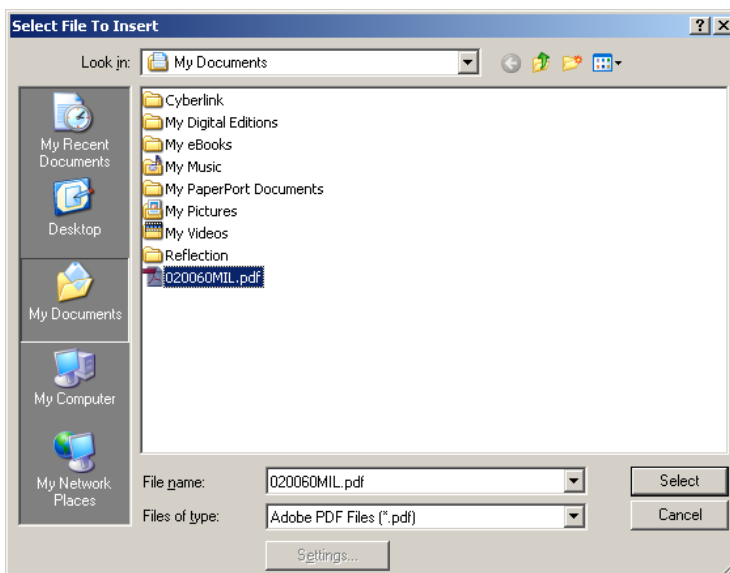 Select File To Insert
Look in:
My Documents
My Recent
Documents
Desktop
My Documents
My Computer
My Network
Places
Cyberlink
My Digital Editions
My eBooks
My Music
My PaperPort Documents
My Pictures
My Videos
Reflection
020060MIL.pdf
File name:
020060MIL.pdf
Select
Files of type:
Adobe PDF Files (*.pdf)
Cancel
Settings...